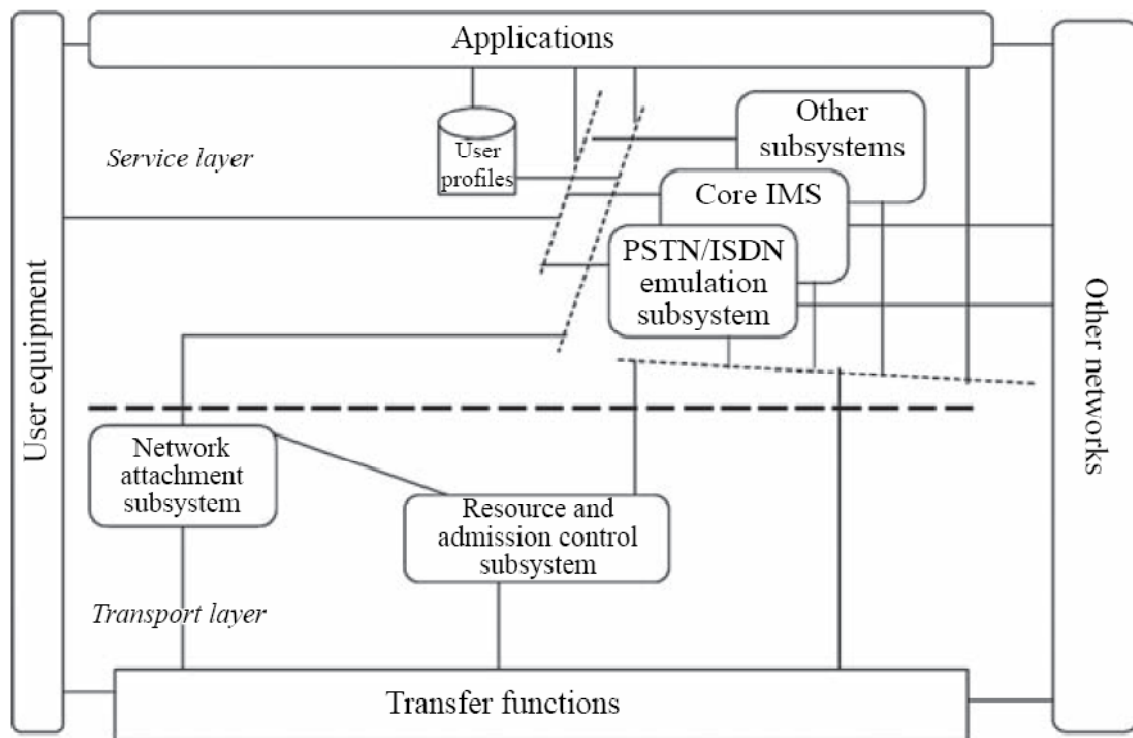 Applications
Other
subsystems
User
profiles
Service layer
Core IMS
PSTN/ISDN
emulation
subsystem
User equipment
Other networks
Network
attachment
subsystem
Resource and
admission control
subsystem
Transport layer
Transfer functions